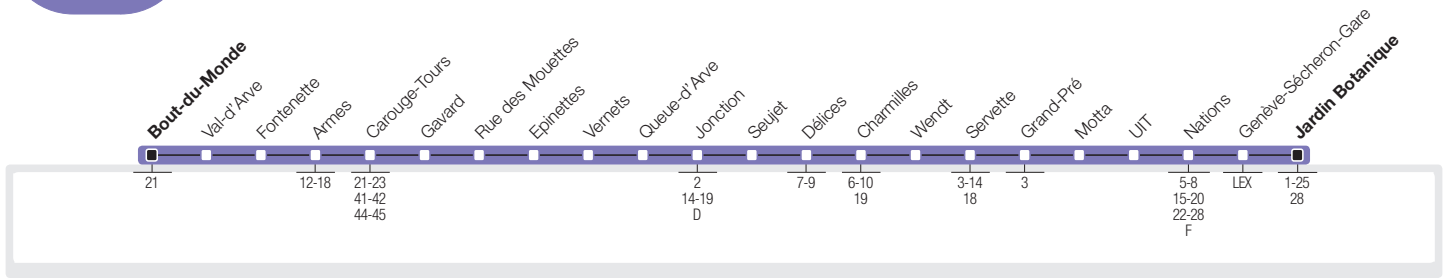 Bout-du-Monde
Val-d'Arve
Fontenette
Armes
Carouge-Tours
Gavard
Rue des Mouettes
Epinettes
Vernets
Queue-d'Arve
Jonction
Seujet
Délices
Charmilles
Wendt
Servette
Grand-Pré
Motta
UIT
Nations
Genève-Sécheron-Gare
Jardin Botanique
21
12-18
21-23
41-42
44-45
2
14-19
D
7-9
6-10
19
3-14
18
3
5-8
15-20
22-28
F
LEX
1-25
28